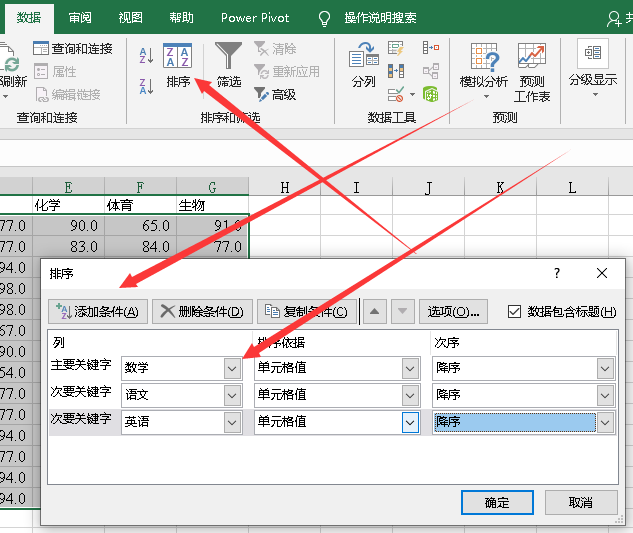 数据 审阅 视图 帮助 Power Pivot 操作说明搜索
查询和连接 清除
刷新 属性 排序 筛选 重新应用 分列 模拟分析 预测 分级显示
编辑链接 高级 工作表
查询和连接 排序和筛选 数据工具 预测
E F G H I J K L
化学 体育 生物
77.0 90.0 65.0 91.0
77.0 83.0 84.0 77.0
94.0
98.0
98.0
67.0
90.0
54.0
77.0
77.0
94.0
77.0
94.0
94.0
排序 ?
添加条件(A) 删除条件(D) 复制条件(C) 选项(O)... 数据包含标题(H)
列 排序依据 次序
主要关键字 数学 单元格值 降序
次要关键字 语文 单元格值 降序
次要关键字 英语 单元格值 降序
确定 取消